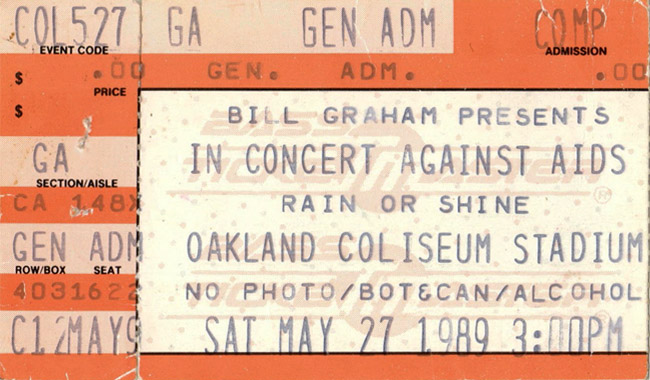 COL527 GA GEN ADM COMP
EVENT CODE ADMISSION
$ .00 GEN. ADM. .00
PRICE
$
BILL GRAHAM PRESENTS
GA IN CONCERT AGAINST AIDS
SECTION/AISLE
CA 148X RAIN OR SHINE
GEN ADM OAKLAND COLISEUM STADIUM
ROW/BOX SEAT
4031622 NO PHOTO/BOT&CAN/ALCOHOL
C12MAY9 SAT MAY 27 1989 3:00PM